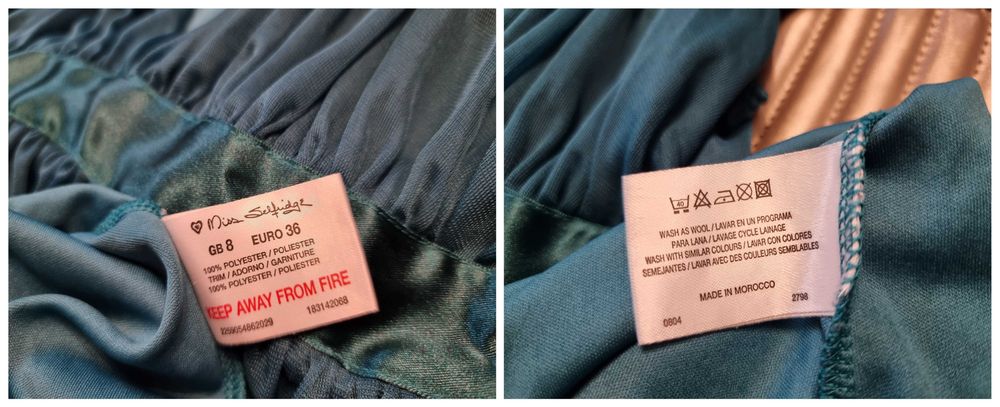 Miss Selfridge
GB 8 EURO 36
100% POLYESTER / POLIESTER
TRIM / ADORNO / GARNITURE
100% POLYESTER / POLIESTER
KEEP AWAY FROM FIRE
183142068
40
WASH AS WOOL / LAVAR EN UN PROGRAMA
PARA LANA / LAVAGE CYCLE LAINAGE
WASH WITH SIMILAR COLOURS / LAVAR CON COLORES
SEMEJANTES / LAVAR AVEC DES COULEURS SEMBLABLES
MADE IN MOROCCO
0804 2798